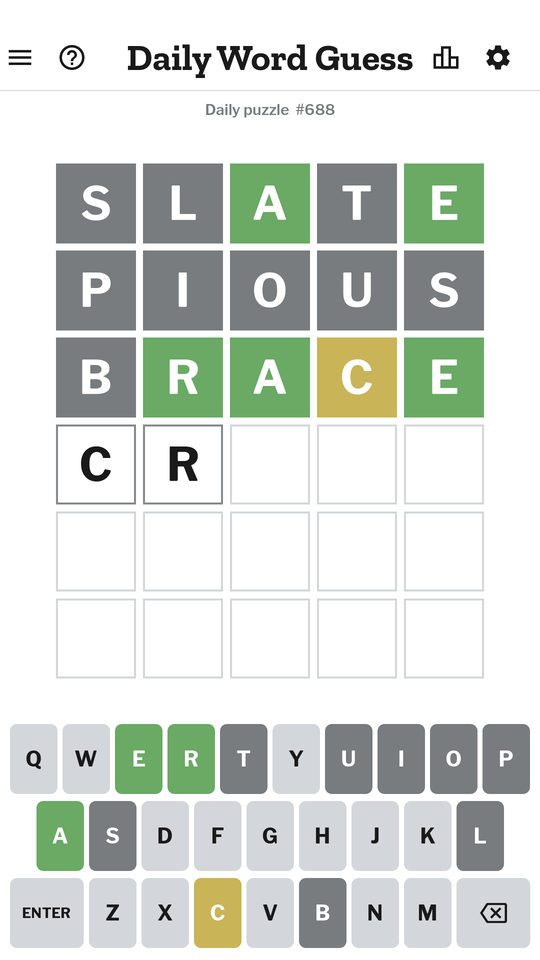 Daily Word Guess
Daily puzzle #688
S L A T E
P I O U S
B R A C E
C R
Q W E R T Y U I O P
A S D F G H J K L
ENTER Z X C V B N M